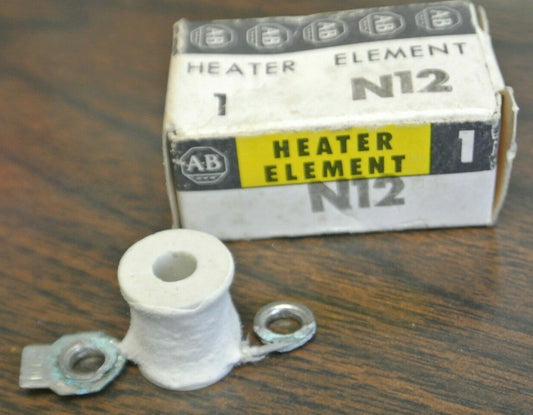 AB AB AB AB AB
HEATER ELEMENT
1 N12
AB HEATER ELEMENT 1
N12